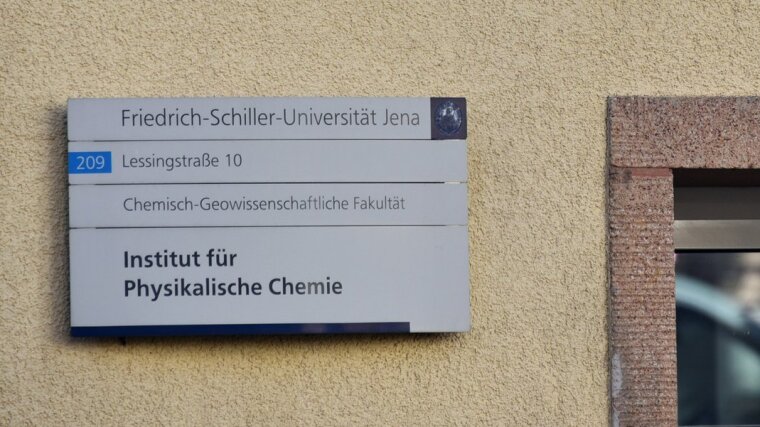 Friedrich-Schiller-Universität Jena
209 Lessingstraße 10
Chemisch-Geowissenschaftliche Fakultät
Institut für
Physikalische Chemie